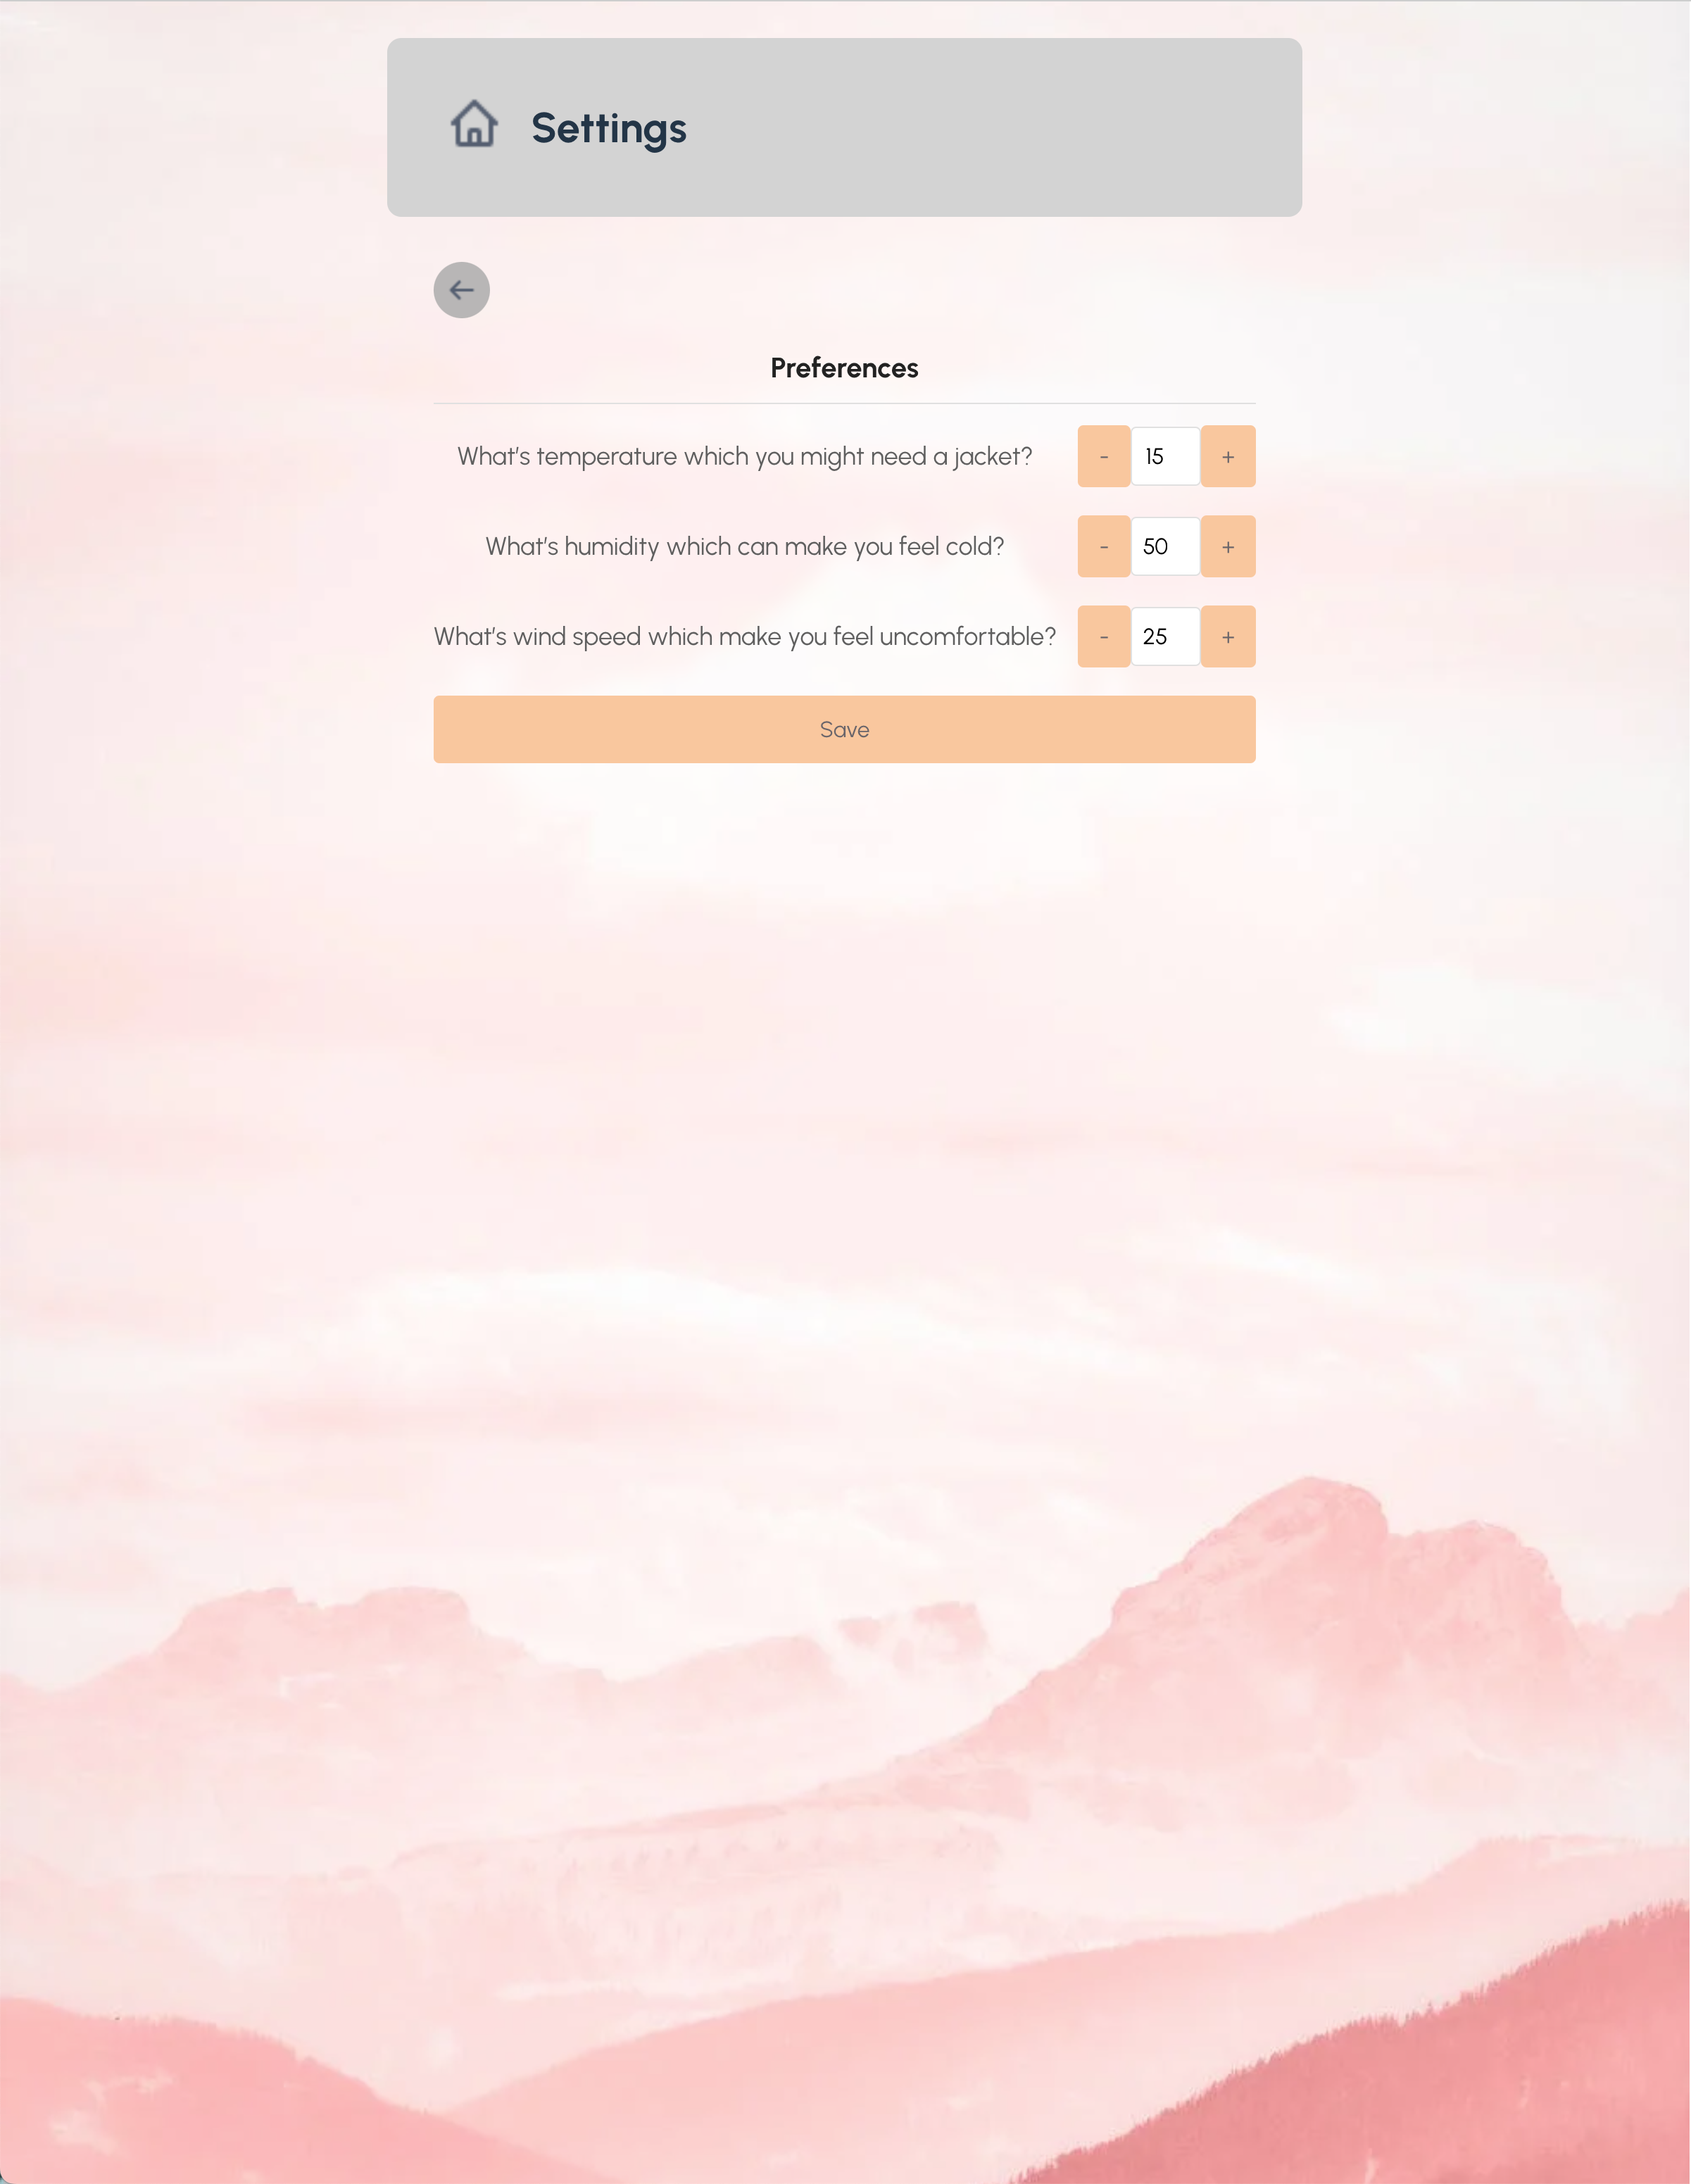 Settings
Preferences
What's temperature which you might need a jacket? - 15 +
What's humidity which can make you feel cold? - 50 +
What's wind speed which make you feel uncomfortable? - 25 +
Save